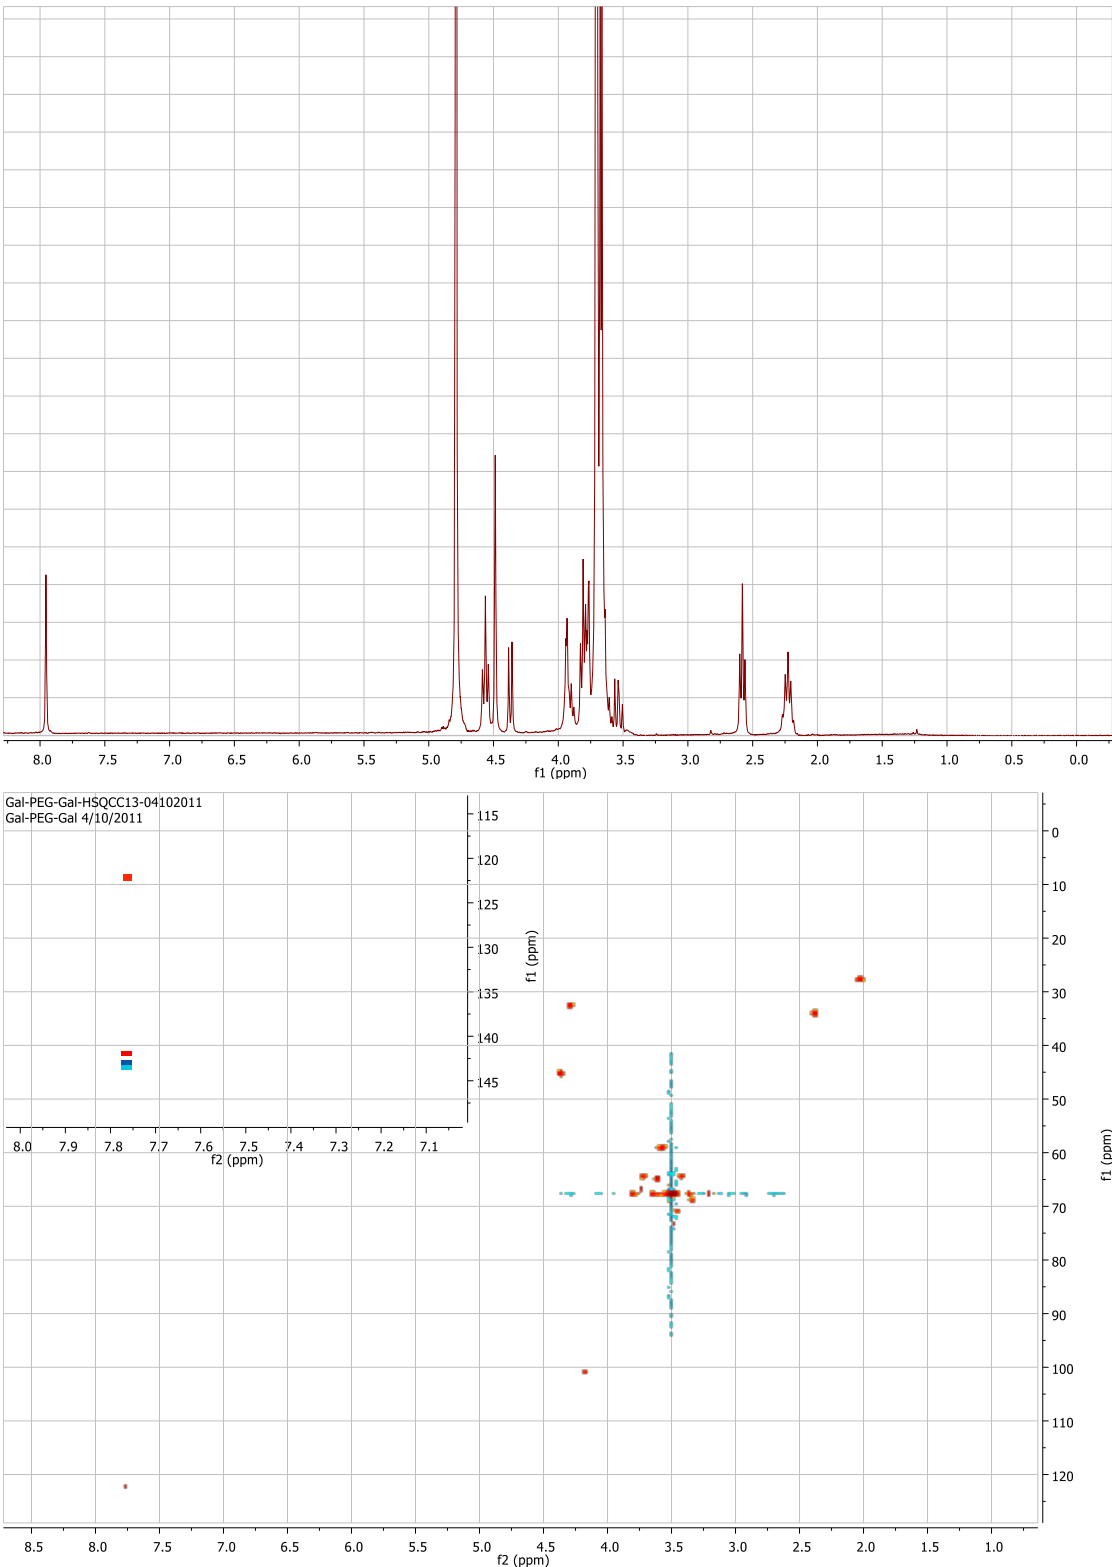 8.0 7.5 7.0 6.5 6.0 5.5 5.0 4.5 4.0 3.5 3.0 2.5 2.0 1.5 1.0 0.5 0.0
f1 (ppm)
Gal-PEG-Gal-HSQCC13-04102011
Gal-PEG-Gal 4/10/2011
115
120
125
130
135
140
145
f1 (ppm)
8.0 7.9 7.8 7.7 7.6 7.5 7.4 7.3 7.2 7.1
f2 (ppm)
0
10
20
30
40
50
60
70
80
90
100
110
120
f1 (ppm)
8.5 8.0 7.5 7.0 6.5 6.0 5.5 5.0 4.5 4.0 3.5 3.0 2.5 2.0 1.5 1.0
f2 (ppm)